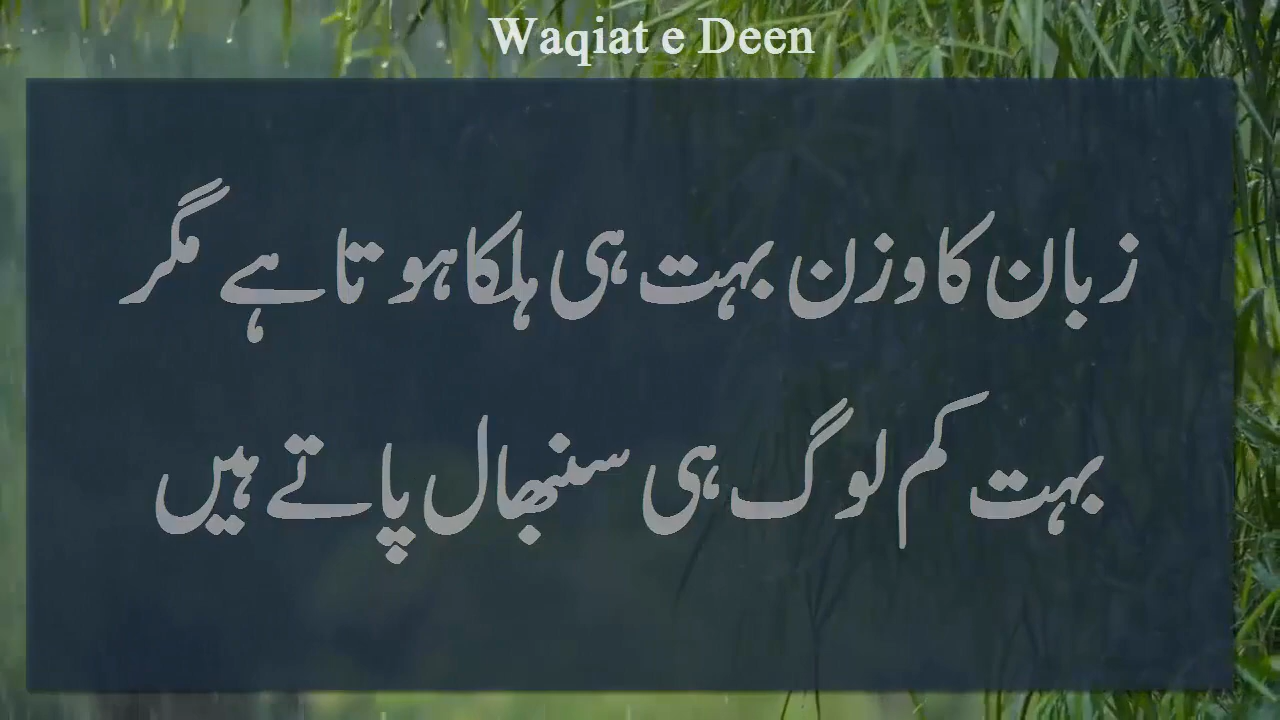 Waqiat e Deen
زبان کا وزن بہت ہی ہلکا ہوتا ہے مگر
بہت کم لوگ ہی سنبھال پاتے ہیں